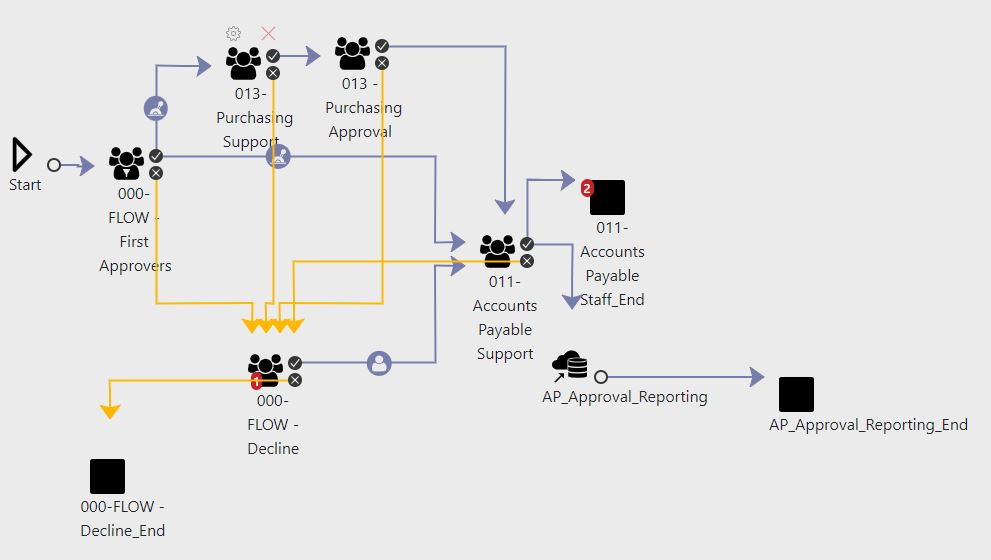 013-
Purchasing
Support
013 -
Purchasing
Approval
Start
000-
FLOW -
First
Approvers
2
011-
Accounts
Payable
Staff_End
011-
Accounts
Payable
Support
1
000-
FLOW -
Decline
AP_Approval_Reporting
AP_Approval_Reporting_End
000-FLOW -
Decline_End